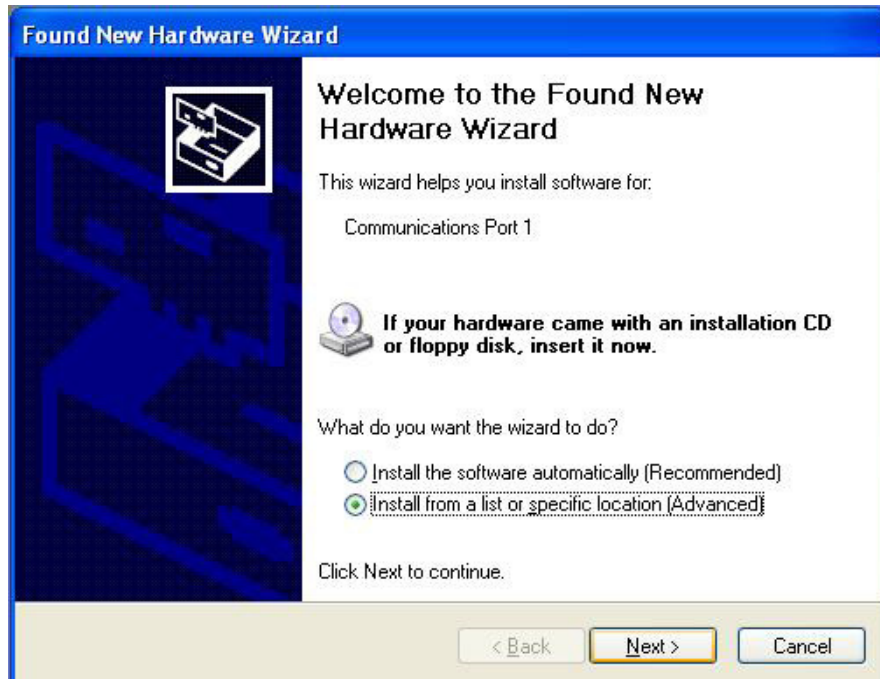 Found New Hardware Wizard
Welcome to the Found New
Hardware Wizard
This wizard helps you install software for:
Communications Port 1
If your hardware came with an installation CD
or floppy disk, insert it now.
What do you want the wizard to do?
Install the software automatically (Recommended)
Install from a list or specific location (Advanced)
Click Next to continue.
< Back Next > Cancel